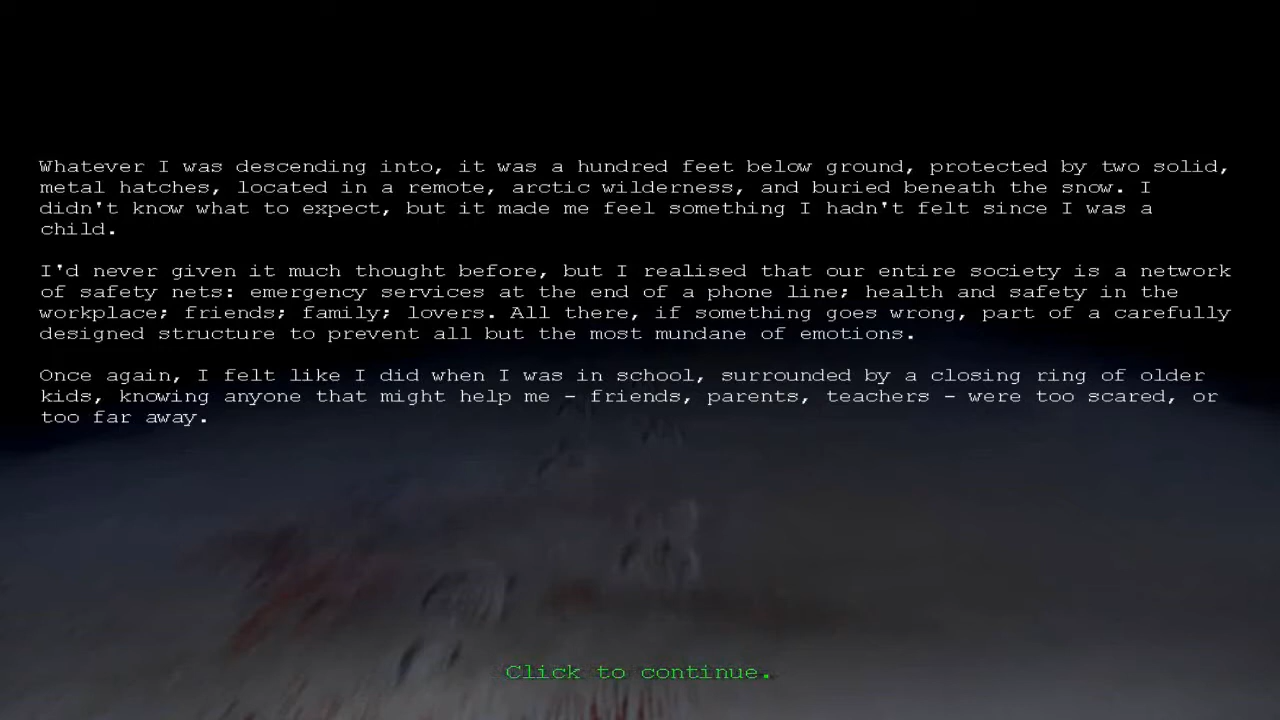 Whatever I was descending into, it was a hundred feet below ground, protected by two solid,
metal hatches, located in a remote, arctic wilderness, and buried beneath the snow. I
didn't know what to expect, but it made me feel something I hadn't felt since I was a
child.
I'd never given it much thought before, but I realised that our entire society is a network
of safety nets: emergency services at the end of a phone line; health and safety in the
workplace; friends; family; lovers. All there, if something goes wrong, part of a carefully
designed structure to prevent all but the most mundane of emotions.
Once again, I felt like I did when I was in school, surrounded by a closing ring of older
kids, knowing anyone that might help me - friends, parents, teachers - were too scared, or
too far away.
Click to continue.